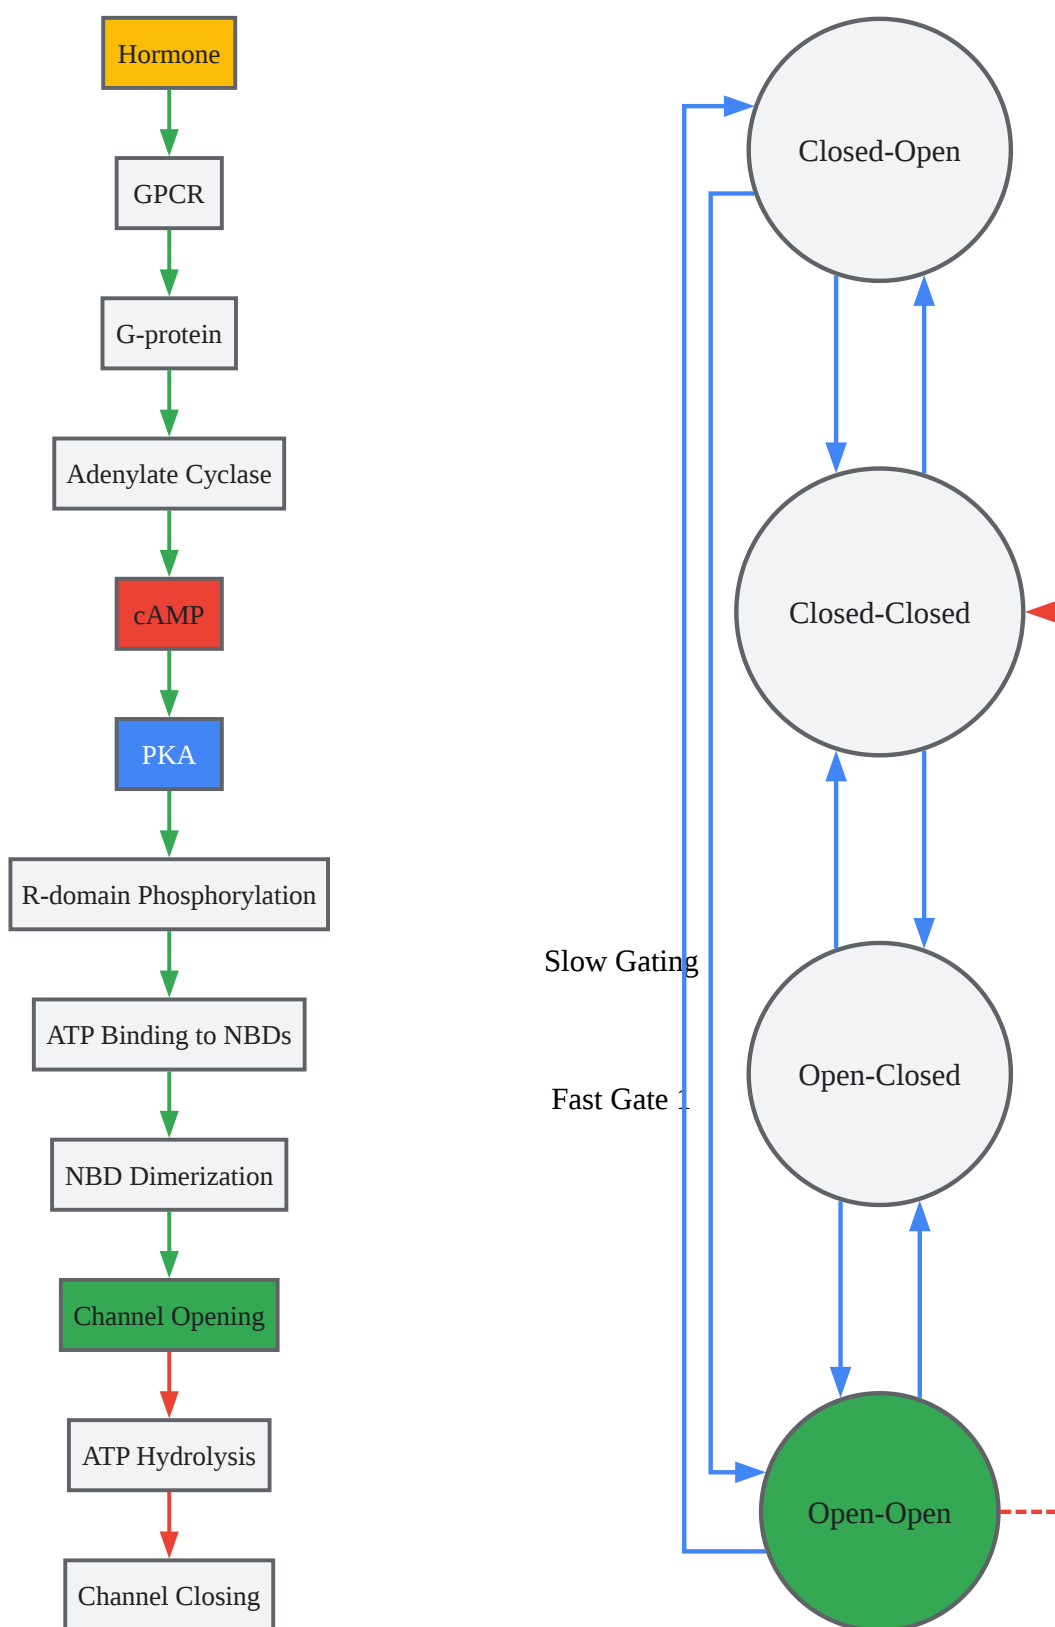 Hormone
GPCR
G-protein
Adenylate Cyclase
cAMP
PKA
R-domain Phosphorylation
ATP Binding to NBDs
NBD Dimerization
Channel Opening
ATP Hydrolysis
Channel Closing
Closed-Open
Closed-Closed
Slow Gating
Open-Closed
Fast Gate 1
Open-Open